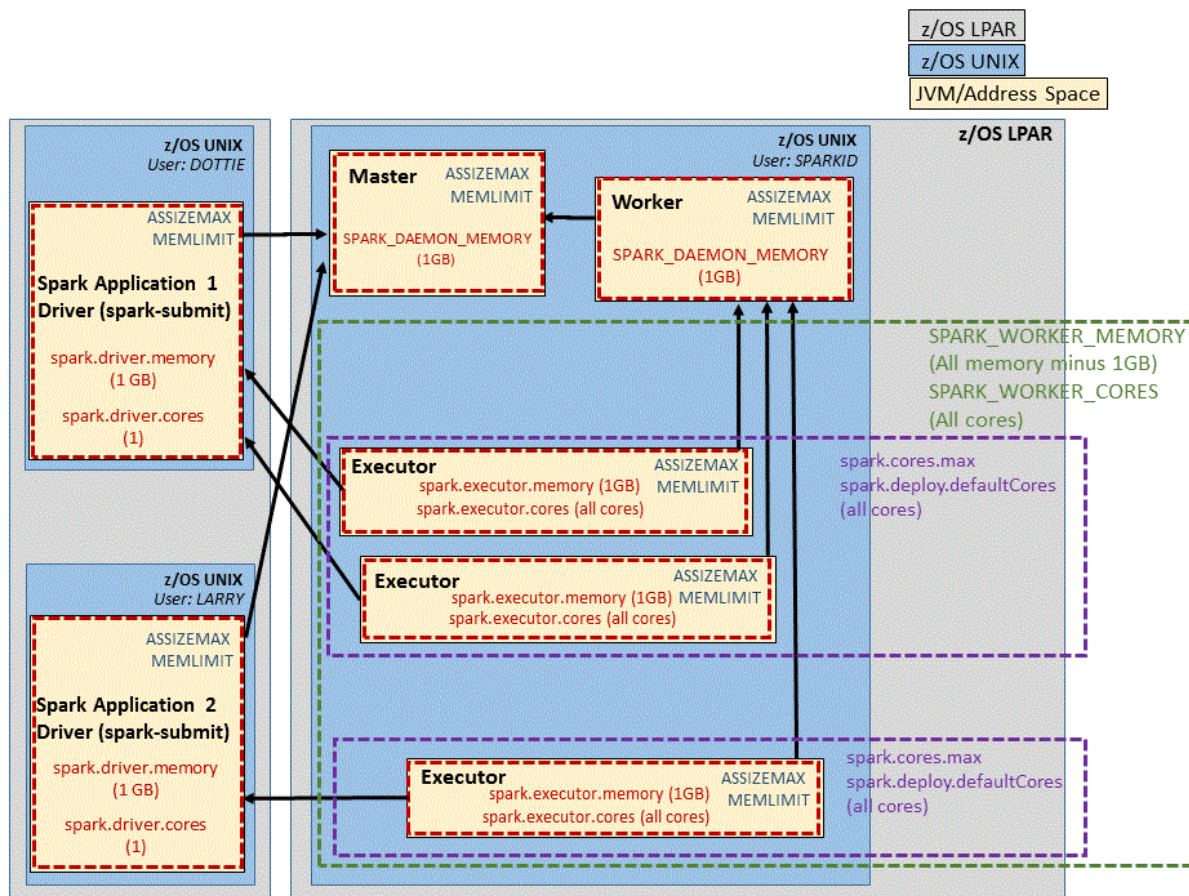 z/OS LPAR
z/OS UNIX
JVM/Address Space
z/OS UNIX
User: DOTTIE
ASSIZEMAX
MEMLIMIT
Spark Application 1
Driver (spark-submit)
spark.driver.memory
(1 GB)
spark.driver.cores
(1)
z/OS UNIX
User: LARRY
ASSIZEMAX
MEMLIMIT
Spark Application 2
Driver (spark-submit)
spark.driver.memory
(1 GB)
spark.driver.cores
(1)
z/OS LPAR
z/OS UNIX
User: SPARKID
Master
ASSIZEMAX
MEMLIMIT
SPARK_DAEMON_MEMORY
(1GB)
Worker
ASSIZEMAX
MEMLIMIT
SPARK_DAEMON_MEMORY
(1GB)
SPARK_WORKER_MEMORY
(All memory minus 1GB)
SPARK_WORKER_CORES
(All cores)
Executor
ASSIZEMAX
spark.executor.memory (1GB) MEMLIMIT
spark.executor.cores (all cores)
spark.cores.max
spark.deploy.defaultCores
(all cores)
Executor
ASSIZEMAX
spark.executor.memory (1GB) MEMLIMIT
spark.executor.cores (all cores)
Executor
ASSIZEMAX
spark.executor.memory (1GB) MEMLIMIT
spark.executor.cores (all cores)
spark.cores.max
spark.deploy.defaultCores
(all cores)